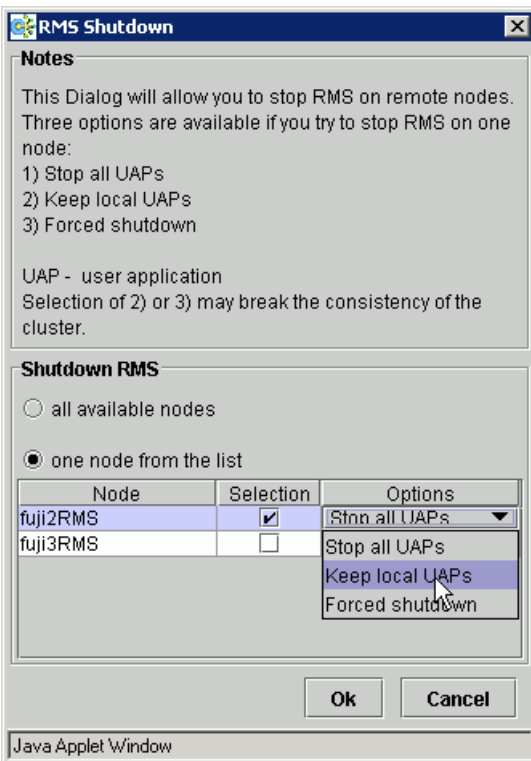 RMS Shutdown
Notes
This Dialog will allow you to stop RMS on remote nodes.
Three options are available if you try to stop RMS on one
node:
1) Stop all UAPs
2) Keep local UAPs
3) Forced shutdown
UAP - user application
Selection of 2) or 3) may break the consistency of the
cluster.
Shutdown RMS
all available nodes
one node from the list
Node Selection Options
fuji2RMS Stop all UAPs
fuji3RMS
Stop all UAPs
Keep local UAPs
Forced shutdown
Ok Cancel
Java Applet Window